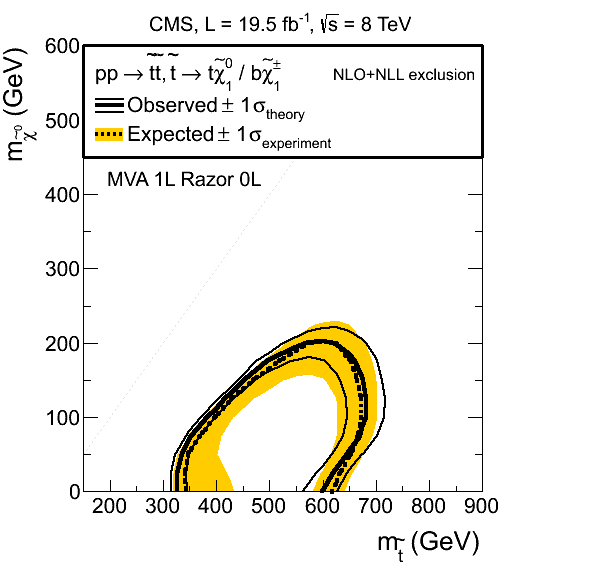 CMS, L = 19.5 fb⁻¹, √s = 8 TeV
pp → t̃t̃, t̃ → tχ̃⁰₁ / bχ̃±₁
NLO+NLL exclusion
Observed ± 1σtheory
Expected ± 1σexperiment
MVA 1L Razor 0L
mχ̃⁰ (GeV)
600
500
400
300
200
100
0
200 300 400 500 600 700 800 900
mt̃ (GeV)